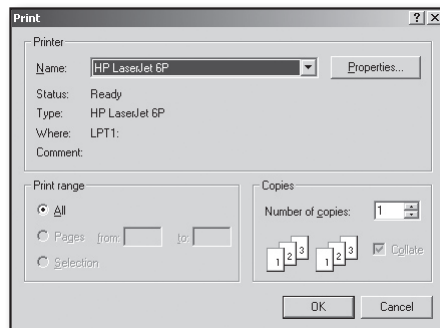 Print
Printer
Name: HP LaserJet 6P Properties...
Status: Ready
Type: HP LaserJet 6P
Where: LPT1:
Comment:
Print range
All
Pages from: to:
Selection
Copies
Number of copies: 1
1 2 3 1 2 3 Collate
OK Cancel